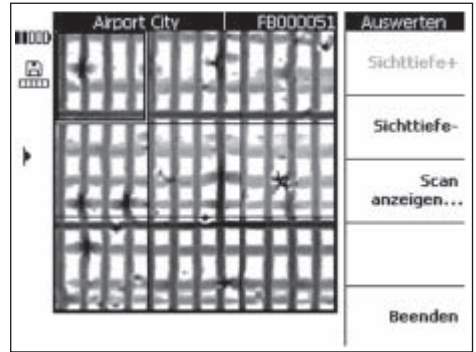 Airport City
FB000051
Auswerten
Sichttiefe+
Sichttiefe-
Scan
anzeigen...
Beenden